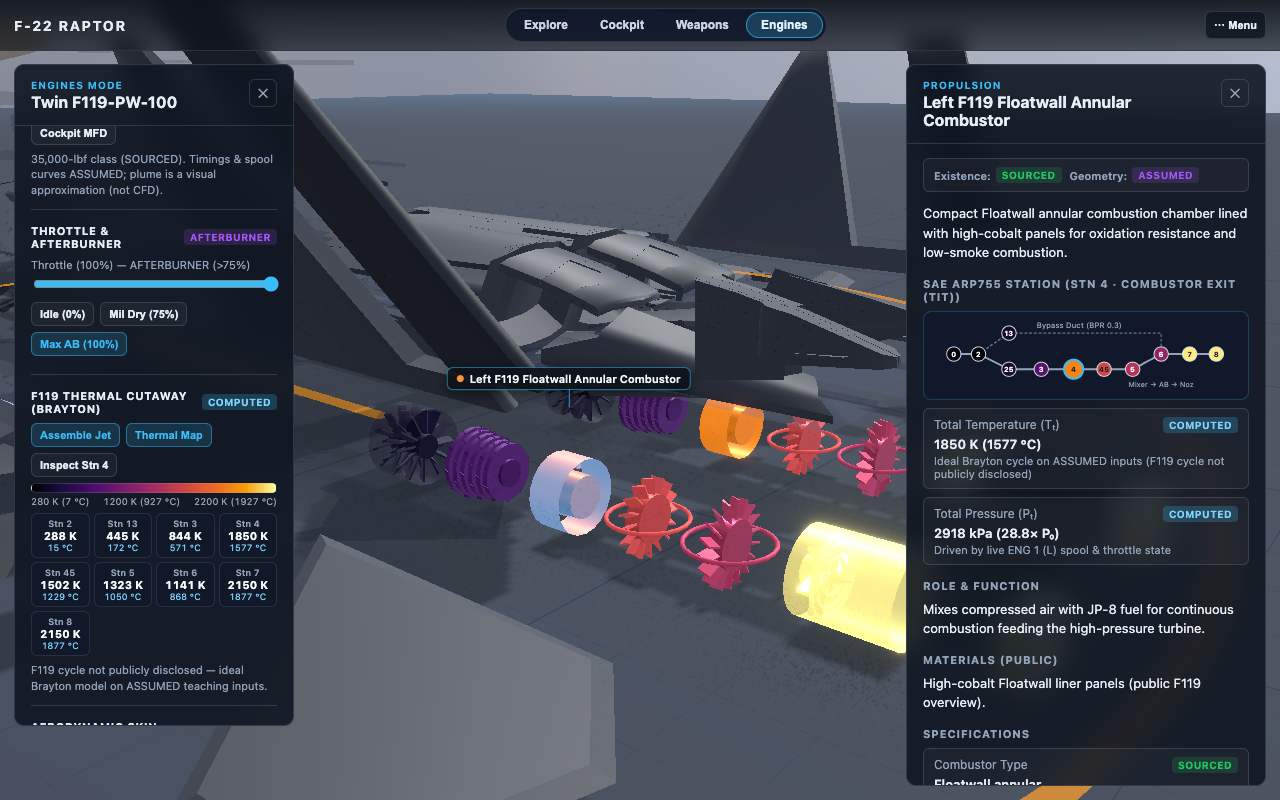 F-22 RAPTOR
Explore
Cockpit
Weapons
Engines
··· Menu
ENGINES MODE
Twin F119-PW-100
Cockpit MFD
35,000-lbf class (SOURCED). Timings & spool
curves ASSUMED; plume is a visual
approximation (not CFD).
THROTTLE &
AFTERBURNER
AFTERBURNER
Throttle (100%) — AFTERBURNER (>75%)
Idle (0%)
Mil Dry (75%)
Max AB (100%)
F119 THERMAL CUTAWAY
(BRAYTON)
COMPUTED
Assemble Jet
Thermal Map
Inspect Stn 4
280 K (7 °C)
1200 K (927 °C)
2200 K (1927 °C)
Stn 2
288 K
15 °C
Stn 13
445 K
172 °C
Stn 3
844 K
571 °C
Stn 4
1850 K
1577 °C
Stn 45
1502 K
1229 °C
Stn 5
1323 K
1050 °C
Stn 6
1141 K
868 °C
Stn 7
2150 K
1877 °C
Stn 8
2150 K
1877 °C
F119 cycle not publicly disclosed — ideal
Brayton model on ASSUMED teaching inputs.
AERODYNAMIC SKIN
Left F119 Floatwall Annular Combustor
PROPULSION
Left F119 Floatwall Annular
Combustor
Existence: SOURCED Geometry: ASSUMED
Compact Floatwall annular combustion chamber lined
with high-cobalt panels for oxidation resistance and
low-smoke combustion.
SAE ARP755 STATION (STN 4 · COMBUSTOR EXIT
(TIT))
13
Bypass Duct (BPR 0.3)
0
2
6
7
8
25
3
4
45
5
Mixer → AB → Noz
Total Temperature (Tₜ)
COMPUTED
1850 K (1577 °C)
Ideal Brayton cycle on ASSUMED inputs (F119 cycle not
publicly disclosed)
Total Pressure (Pₜ)
COMPUTED
2918 kPa (28.8× P₀)
Driven by live ENG 1 (L) spool & throttle state
ROLE & FUNCTION
Mixes compressed air with JP-8 fuel for continuous
combustion feeding the high-pressure turbine.
MATERIALS (PUBLIC)
High-cobalt Floatwall liner panels (public F119
overview).
SPECIFICATIONS
Combustor Type
SOURCED
Floatwall annular